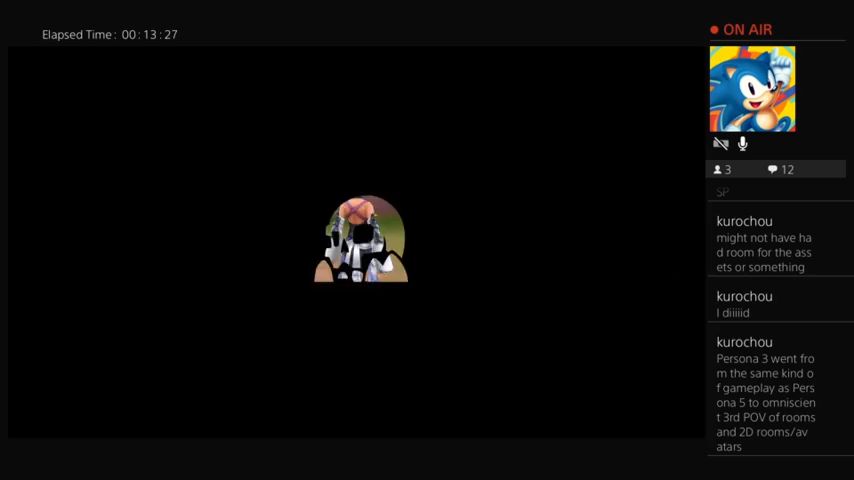 Elapsed Time: 00:13:27
ON AIR
3 12
SP
kurochou
might not have ha
d room for the ass
ets or something
kurochou
I diiiiid
kurochou
Persona 3 went fro
m the same kind o
f gameplay as Pers
ona 5 to omniscien
t 3rd POV of rooms
and 2D rooms/av
atars